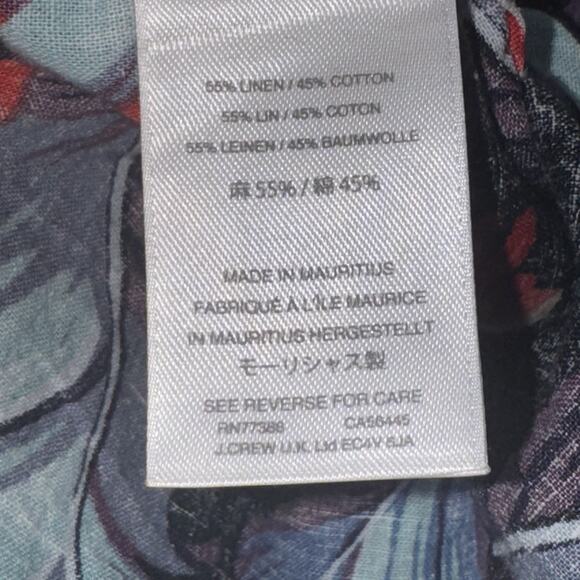 55% LINEN / 45% COTTON
55% LIN / 45% COTON
55% LEINEN / 45% BAUMWOLLE
麻 55% / 綿 45%
MADE IN MAURITIUS
FABRIQUÉ À L'ÎLE MAURICE
IN MAURITIUS HERGESTELLT
モーリシャス製
SEE REVERSE FOR CARE
RN77388 CA56445
J.CREW U.K. Ltd EC4V 6JA